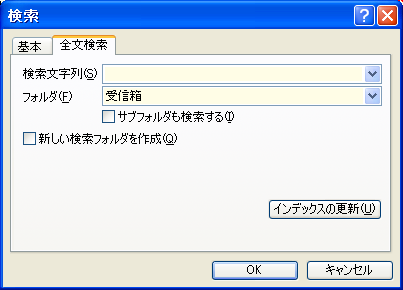 検索
基本 全文検索
検索文字列(S)
フォルダ(F) 受信箱
サブフォルダも検索する(I)
新しい検索フォルダを作成(Q)
インデックスの更新(U)
OK キャンセル